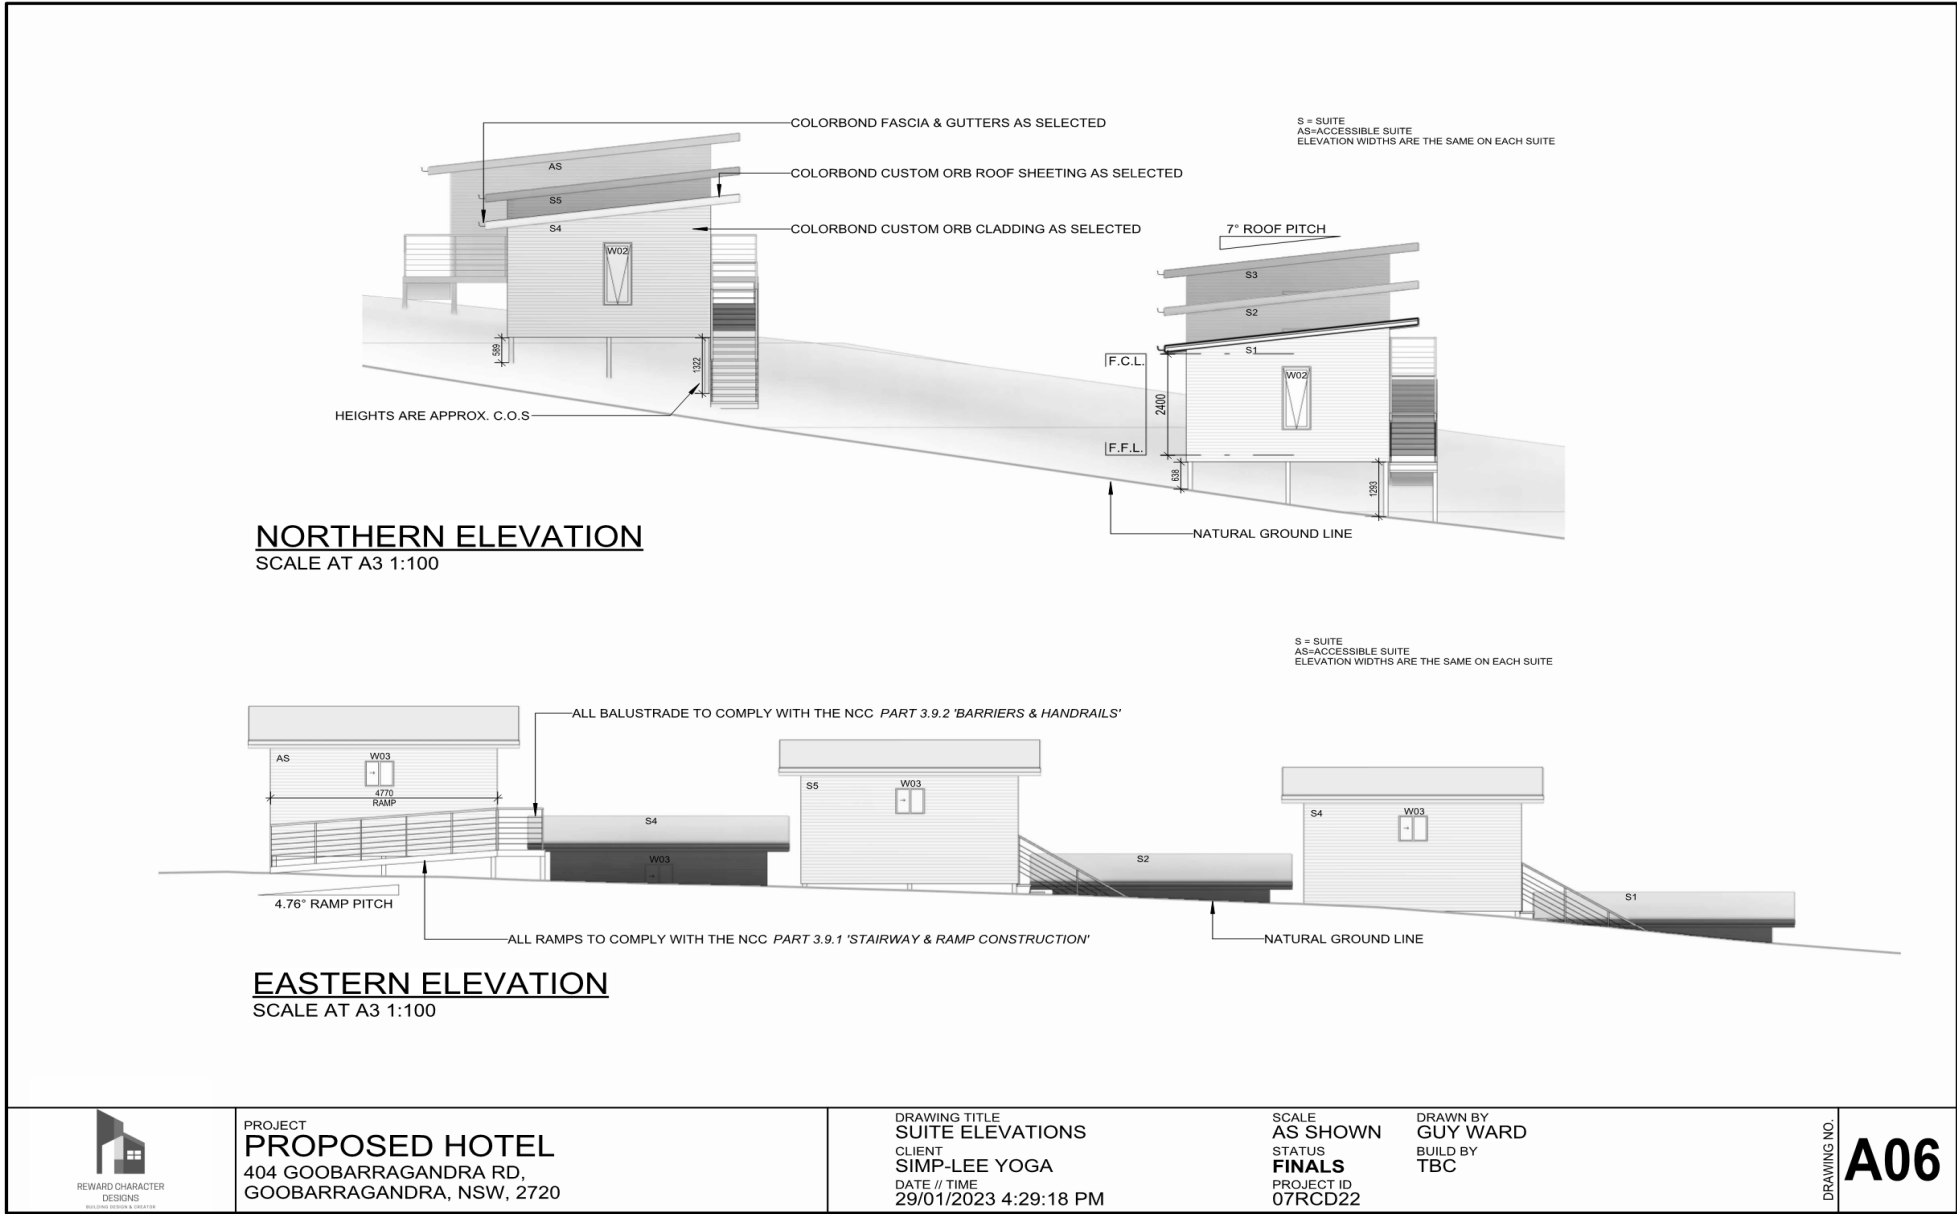 COLORBOND FASCIA & GUTTERS AS SELECTED
S = SUITE
AS=ACCESSIBLE SUITE
ELEVATION WIDTHS ARE THE SAME ON EACH SUITE
AS
COLORBOND CUSTOM ORB ROOF SHEETING AS SELECTED
S5
S4
COLORBOND CUSTOM ORB CLADDING AS SELECTED
7° ROOF PITCH
W02
S3
S2
S1
589
1322
F.C.L.
W02
2400
HEIGHTS ARE APPROX. C.O.S
F.F.L.
638
1293
NATURAL GROUND LINE
NORTHERN ELEVATION
SCALE AT A3 1:100
S = SUITE
AS=ACCESSIBLE SUITE
ELEVATION WIDTHS ARE THE SAME ON EACH SUITE
ALL BALUSTRADE TO COMPLY WITH THE NCC PART 3.9.2 'BARRIERS & HANDRAILS'
AS
W03
4770
RAMP
S4
W03
S5
W03
S2
S4
W03
S1
4.76° RAMP PITCH
ALL RAMPS TO COMPLY WITH THE NCC PART 3.9.1 'STAIRWAY & RAMP CONSTRUCTION'
NATURAL GROUND LINE
EASTERN ELEVATION
SCALE AT A3 1:100
REWARD CHARACTER
DESIGNS
BUILDING DESIGN & CREATOR
PROJECT
PROPOSED HOTEL
404 GOOBARRAGANDRA RD,
GOOBARRAGANDRA, NSW, 2720
DRAWING TITLE
SUITE ELEVATIONS
CLIENT
SIMP-LEE YOGA
DATE // TIME
29/01/2023 4:29:18 PM
SCALE
AS SHOWN
STATUS
FINALS
PROJECT ID
07RCD22
DRAWN BY
GUY WARD
BUILD BY
TBC
DRAWING NO.
A06